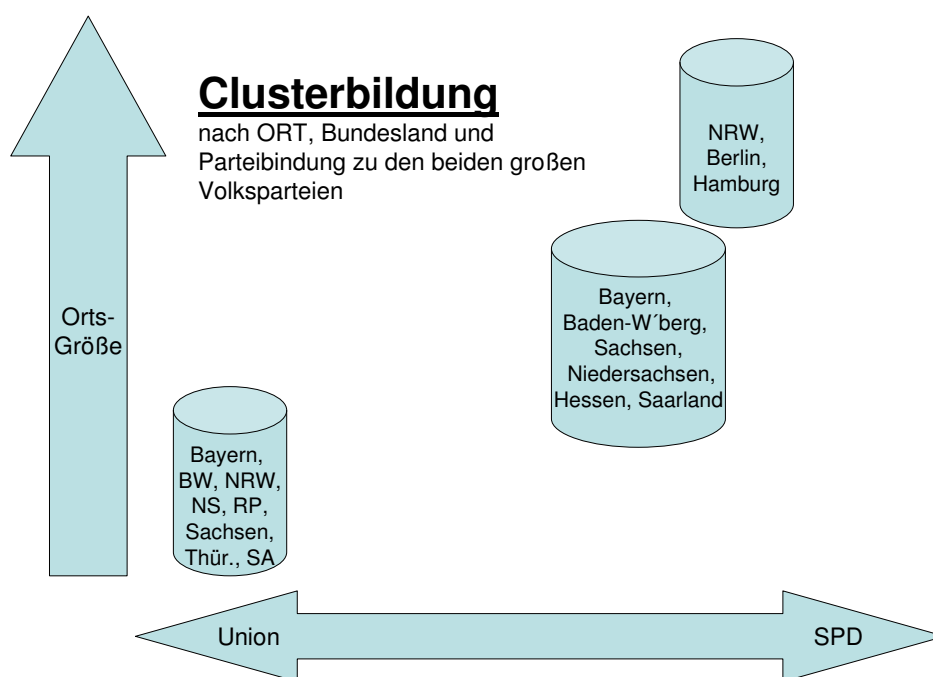 Clusterbildung
nach ORT, Bundesland und
Parteibindung zu den beiden großen
Volksparteien
NRW,
Berlin,
Hamburg
Bayern,
Baden-W´berg,
Sachsen,
Niedersachsen,
Hessen, Saarland
Orts-
Größe
Bayern,
BW, NRW,
NS, RP,
Sachsen,
Thür., SA
Union
SPD